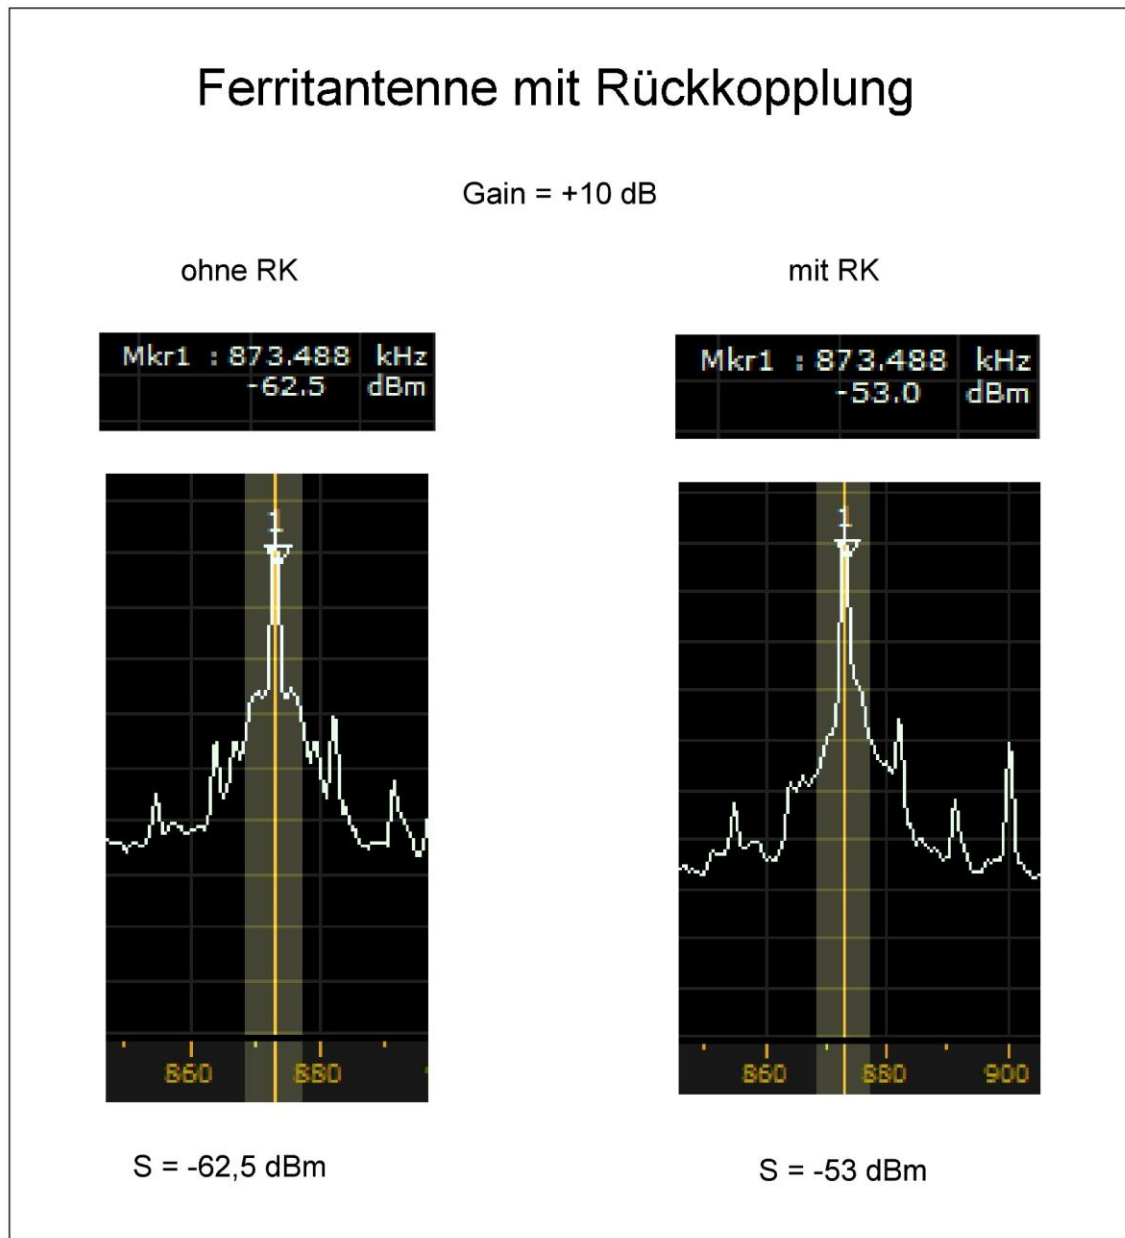 Ferritantenne mit Rückkopplung
Gain = +10 dB
ohne RK
mit RK
Mkr1 : 873.488 kHz
-62.5 dBm
Mkr1 : 873.488 kHz
-53.0 dBm
1
1
860 880
860 880 900
S = -62,5 dBm
S = -53 dBm